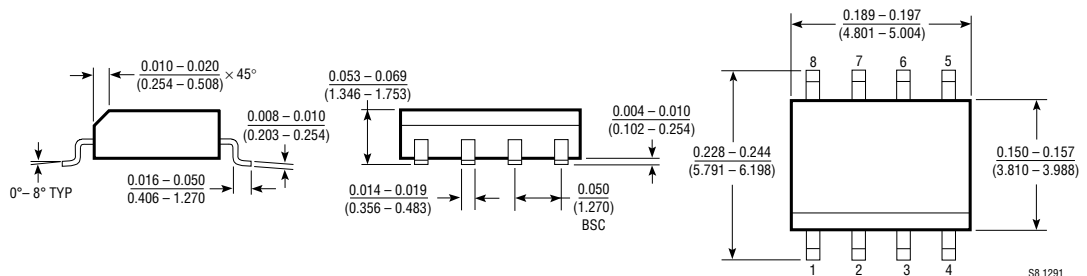 0.010 – 0.020
(0.254 – 0.508)
× 45°
0.008 – 0.010
(0.203 – 0.254)
0.016 – 0.050
0.406 – 1.270
0°– 8° TYP
0.053 – 0.069
(1.346 – 1.753)
0.004 – 0.010
(0.102 – 0.254)
0.014 – 0.019
(0.356 – 0.483)
0.050
(1.270)
BSC
0.189 – 0.197
(4.801 – 5.004)
8 7 6 5
0.228 – 0.244
(5.791 – 6.198)
0.150 – 0.157
(3.810 – 3.988)
1 2 3 4
S8 1291